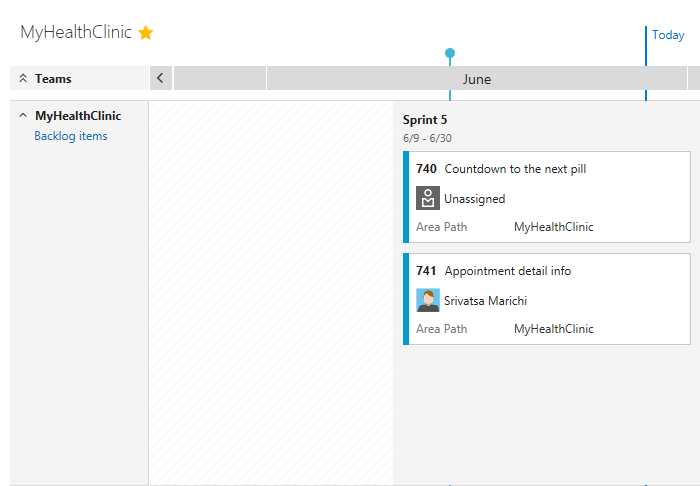 MyHealthClinic
Today
Teams
June
MyHealthClinic
Backlog items
Sprint 5
6/9 - 6/30
740 Countdown to the next pill
Unassigned
Area Path MyHealthClinic
741 Appointment detail info
Srivatsa Marichi
Area Path MyHealthClinic